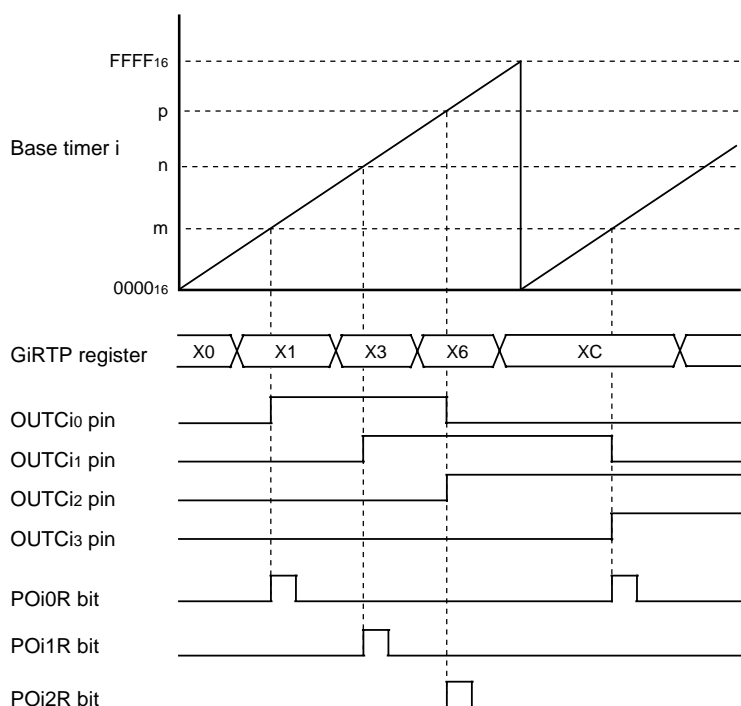 FFFF16
p
Base timer i
n
m
000016
GiRTP register X0 X1 X3 X6 XC
OUTCi0 pin
OUTCi1 pin
OUTCi2 pin
OUTCi3 pin
POi0R bit
POi1R bit
POi2R bit